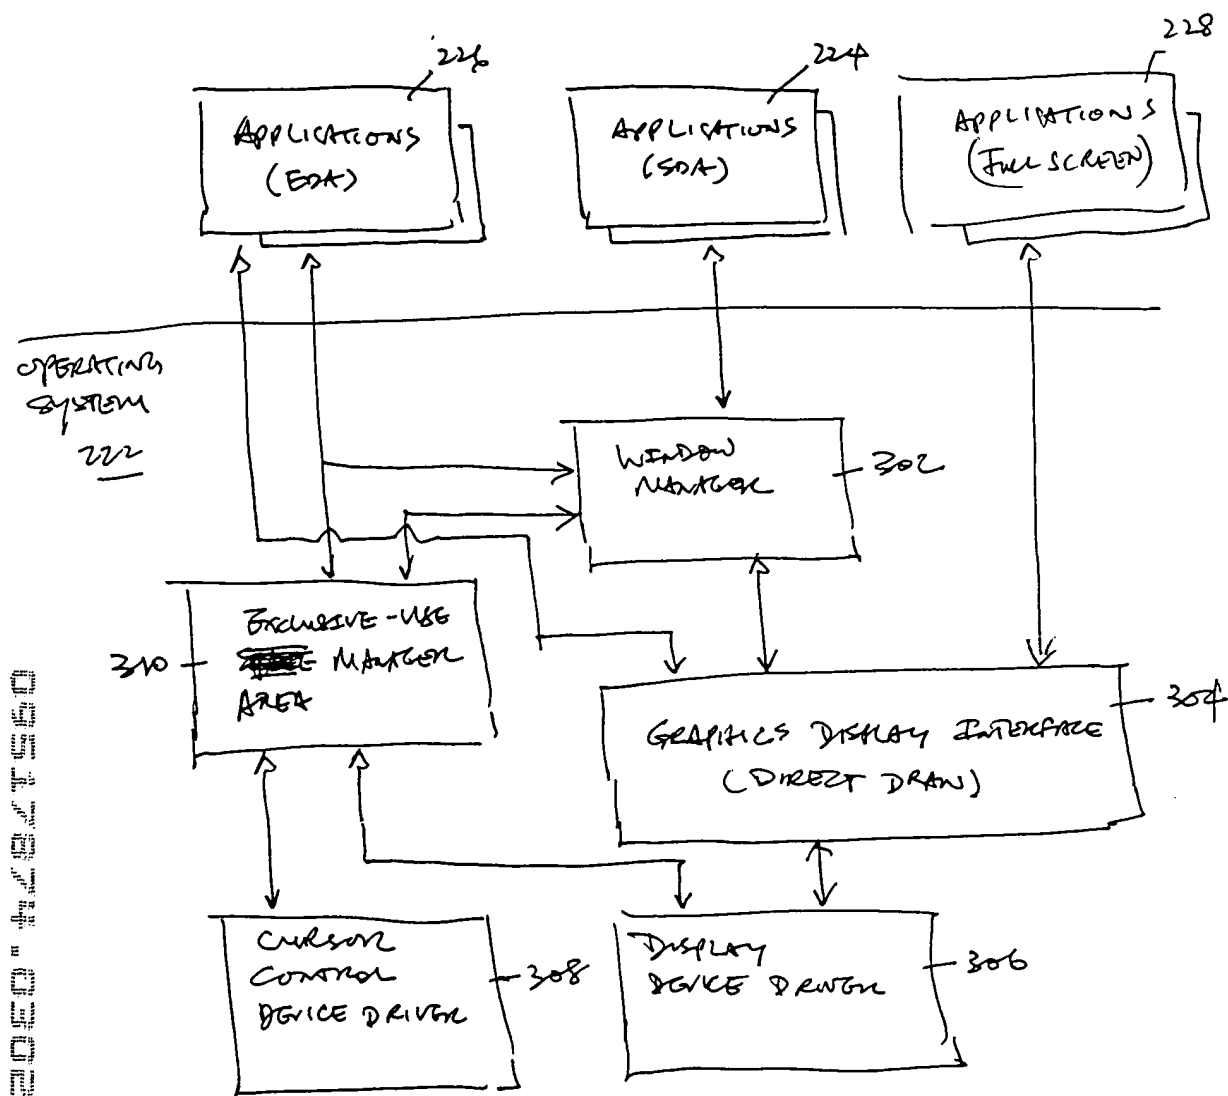 226
224
228
APPLICATIONS
(EDA)
APPLICATIONS
(SDA)
APPLICATIONS
(FULL SCREEN)
OPERATING
SYSTEM
222
WINDOW
MANAGER
302
EXCLUSIVE-USE
MANAGER
AREA
310
GRAPHICS DISPLAY INTERFACE
(DIRECT DRAW)
304
CURSOR
CONTROL
DEVICE DRIVER
308
DISPLAY
DEVICE DRIVER
306